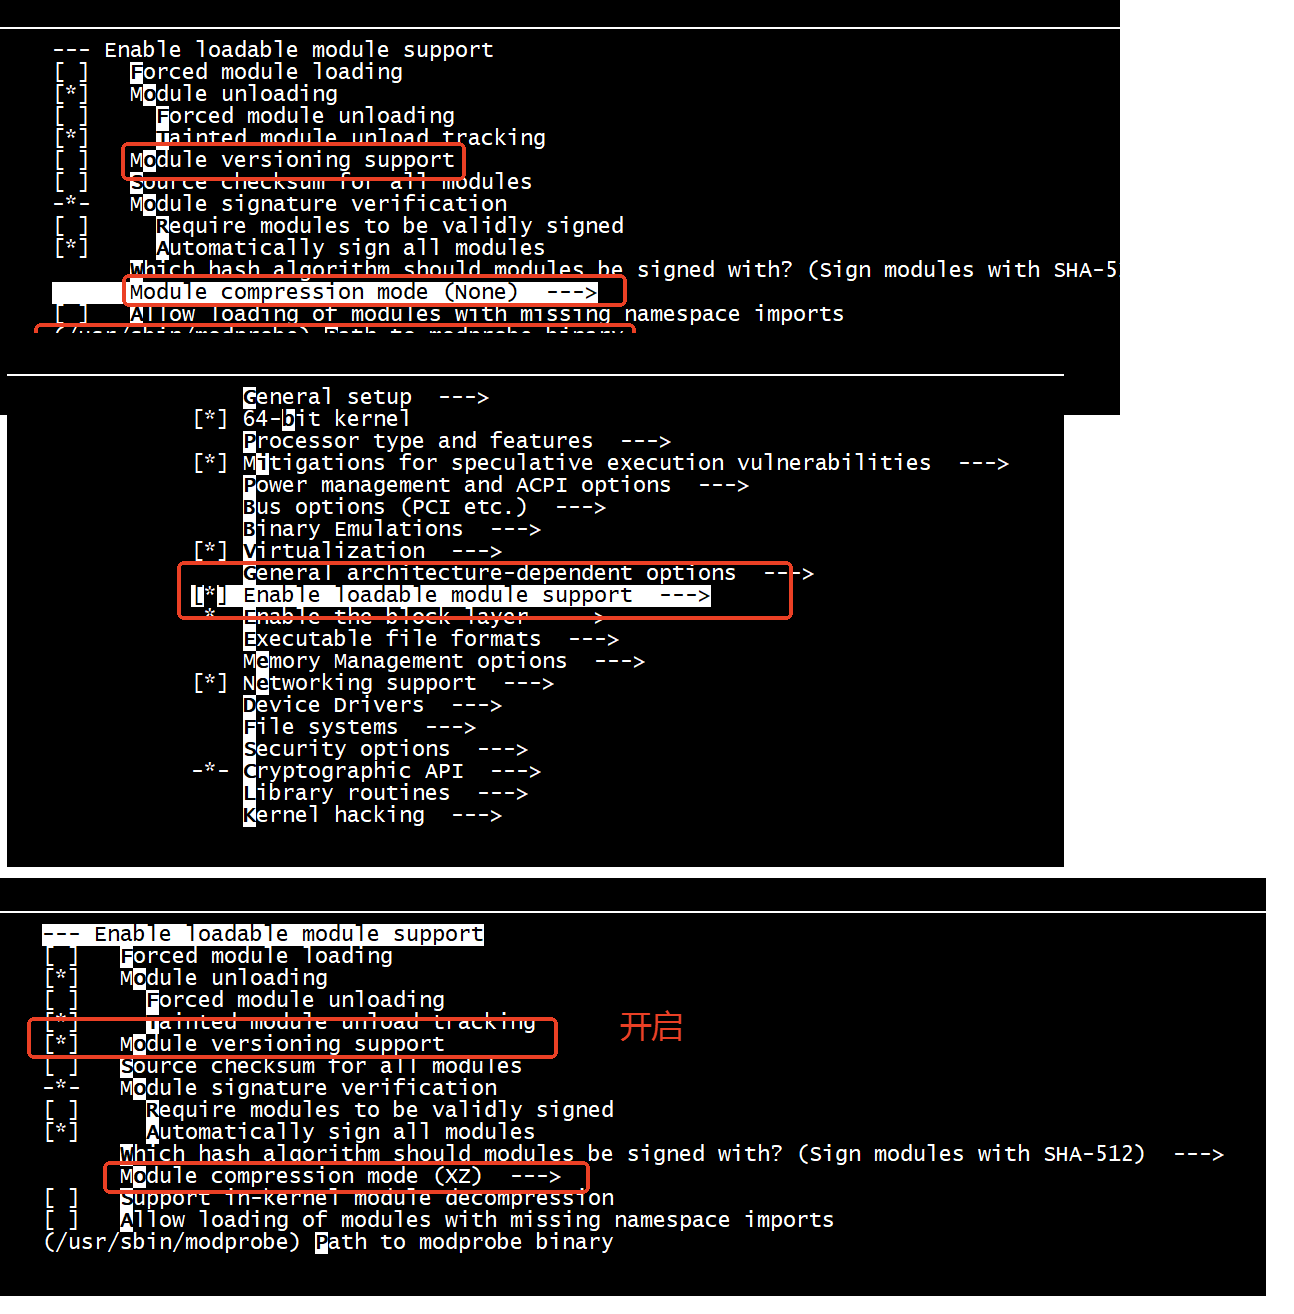 --- Enable loadable module support
[ ] Forced module loading
[*] Module unloading
[ ] Forced module unloading
[*] Tainted module unload tracking
[ ] Module versioning support
[ ] Source checksum for all modules
-*- Module signature verification
[ ] Require modules to be validly signed
[*] Automatically sign all modules
Which hash algorithm should modules be signed with? (Sign modules with SHA-5
Module compression mode (None) --->
[ ] Allow loading of modules with missing namespace imports
(/usr/sbin/modprobe) Path to modprobe binary
General setup --->
[*] 64-bit kernel
Processor type and features --->
[*] Mitigations for speculative execution vulnerabilities --->
Power management and ACPI options --->
Bus options (PCI etc.) --->
Binary Emulations --->
[*] Virtualization --->
General architecture-dependent options --->
[*] Enable loadable module support --->
-*- Enable the block layer --->
Executable file formats --->
Memory Management options --->
[*] Networking support --->
Device Drivers --->
File systems --->
Security options --->
-*- Cryptographic API --->
Library routines --->
Kernel hacking --->
--- Enable loadable module support
[ ] Forced module loading
[*] Module unloading
[ ] Forced module unloading
[*] Tainted module unload tracking
开启
[*] Module versioning support
[ ] Source checksum for all modules
-*- Module signature verification
[ ] Require modules to be validly signed
[*] Automatically sign all modules
Which hash algorithm should modules be signed with? (Sign modules with SHA-512) --->
Module compression mode (XZ) --->
[ ] Support in-kernel module decompression
[ ] Allow loading of modules with missing namespace imports
(/usr/sbin/modprobe) Path to modprobe binary